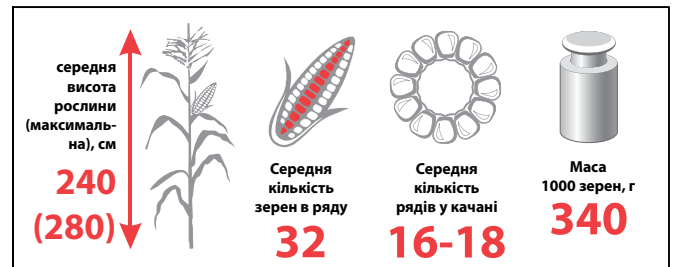 середня
висота
рослини
(максималь-
на), см
240
(280)
Середня
кількість
зерен в ряду
32
Середня
кількість
рядів у качані
16-18
Маса
1000 зерен, г
340